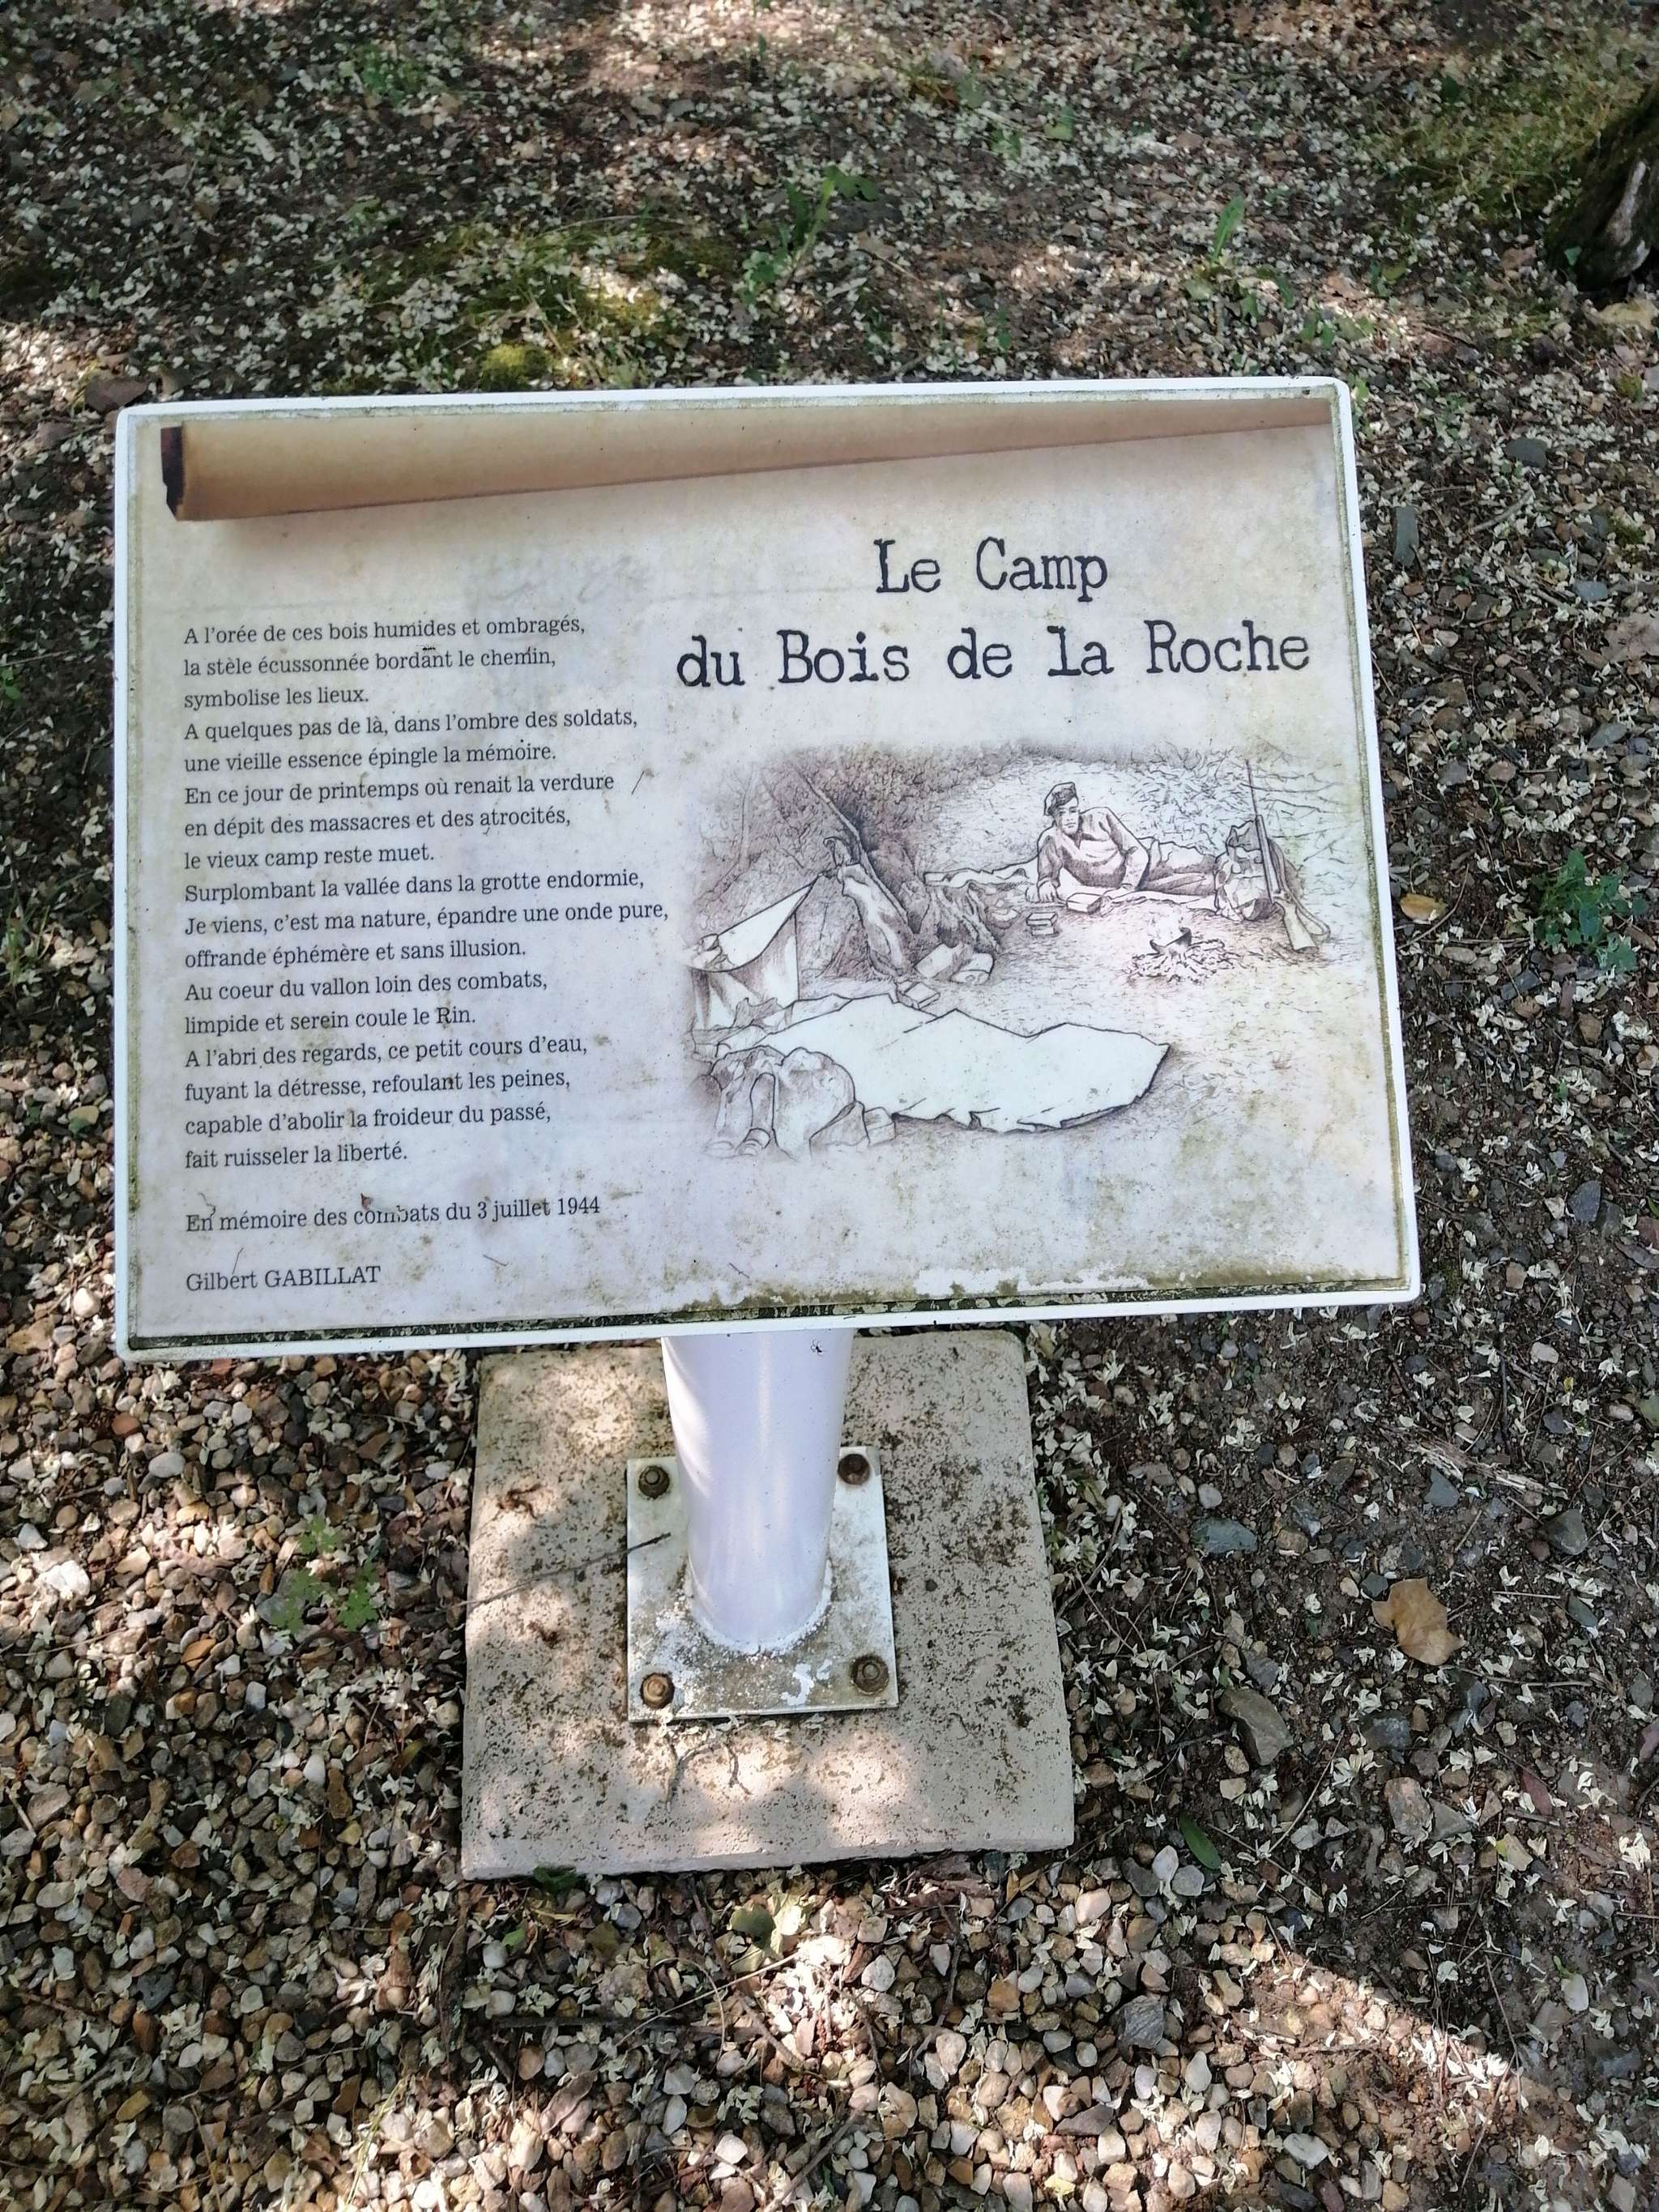 Le Camp
du Bois de la Roche
A l'orée de ces bois humides et ombragés,
la stèle écussonnée bordant le chemin,
symbolise les lieux.
A quelques pas de là, dans l'ombre des soldats,
une vieille essence épingle la mémoire.
En ce jour de printemps où renait la verdure
en dépit des massacres et des atrocités,
le vieux camp reste muet.
Surplombant la vallée dans la grotte endormie,
Je viens, c'est ma nature, épandre une onde pure,
offrande éphémère et sans illusion.
Au coeur du vallon loin des combats,
limpide et serein coule le Rin.
A l'abri des regards, ce petit cours d'eau,
fuyant la détresse, refoulant les peines,
capable d'abolir la froideur du passé,
fait ruisseler la liberté.
En mémoire des combats du 3 juillet 1944
Gilbert GABILLAT